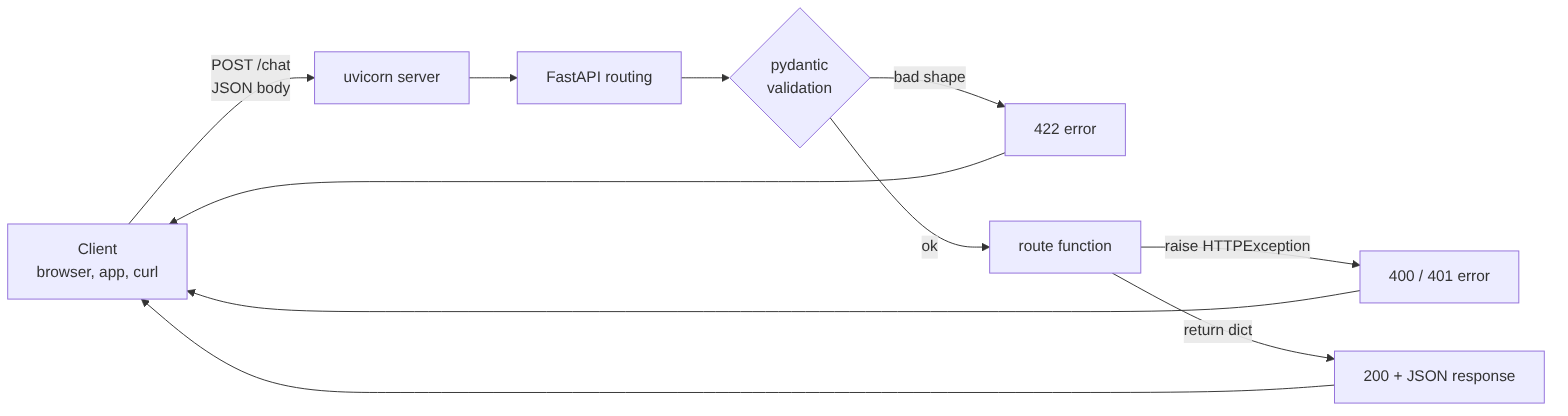 POST /chat
JSON body
uvicorn server
FastAPI routing
pydantic
validation
bad shape
422 error
Client
browser, app, curl
ok
route function
raise HTTPException
400 / 401 error
return dict
200 + JSON response